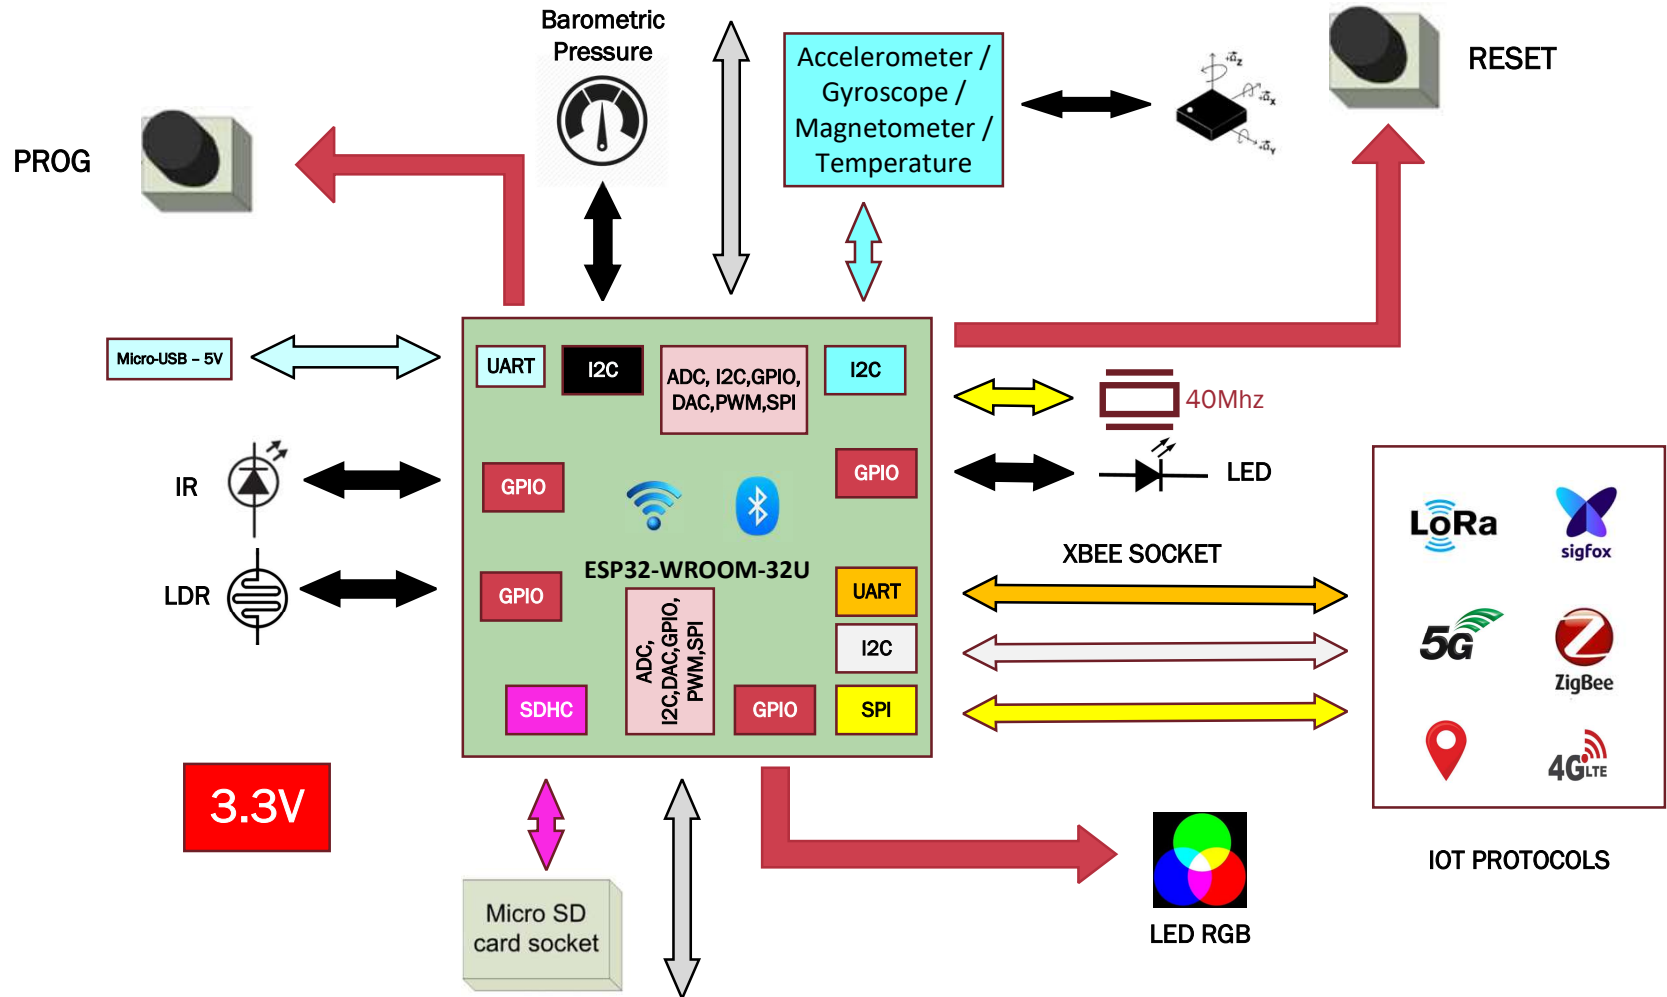 Barometric
Pressure
Accelerometer /
Gyroscope /
Magnetometer /
Temperature
+Ω̄Z
+Ω̄X
+Ω̄Y
RESET
PROG
Micro-USB – 5V
UART
I2C
ADC, I2C,GPIO,
DAC,PWM,SPI
I2C
40Mhz
IR
GPIO
GPIO
LED
LoRa
sigfox
XBEE SOCKET
ESP32-WROOM-32U
LDR
GPIO
UART
ADC,
I2C,DAC,GPIO,
PWM,SPI
I2C
5G
Z
ZigBee
SDHC
GPIO
SPI
4G LTE
3.3V
Micro SD
card socket
LED RGB
IOT PROTOCOLS